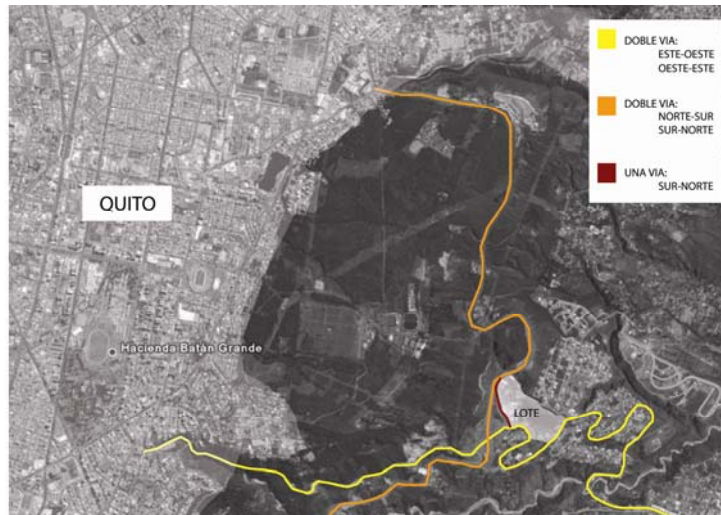 DOBLE VIA:
ESTE-OESTE
OESTE-ESTE
DOBLE VIA:
NORTE-SUR
SUR-NORTE
UNA VIA:
SUR-NORTE
QUITO
Hacienda Batán Grande
LOTE